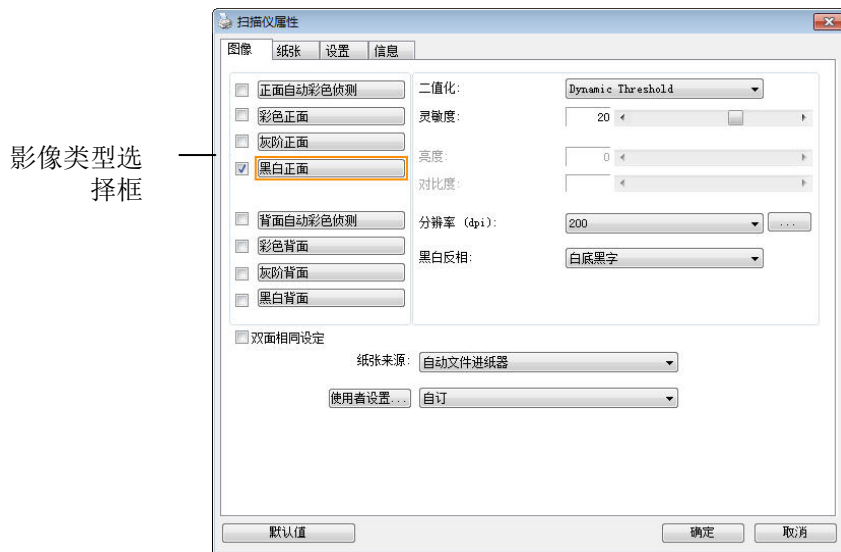 影像类型选
择框
扫描仪属性
图像 纸张 设置 信息
正面自动彩色侦测
彩色正面
灰阶正面
黑白正面
背面自动彩色侦测
彩色背面
灰阶背面
黑白背面
二值化: Dynamic Threshold
灵敏度: 20
亮度: 0
对比度:
分辨率 (dpi): 200 ...
黑白反相: 白底黑字
双面相同设定
纸张来源: 自动文件进纸器
使用者设置... 自订
默认值 确定 取消